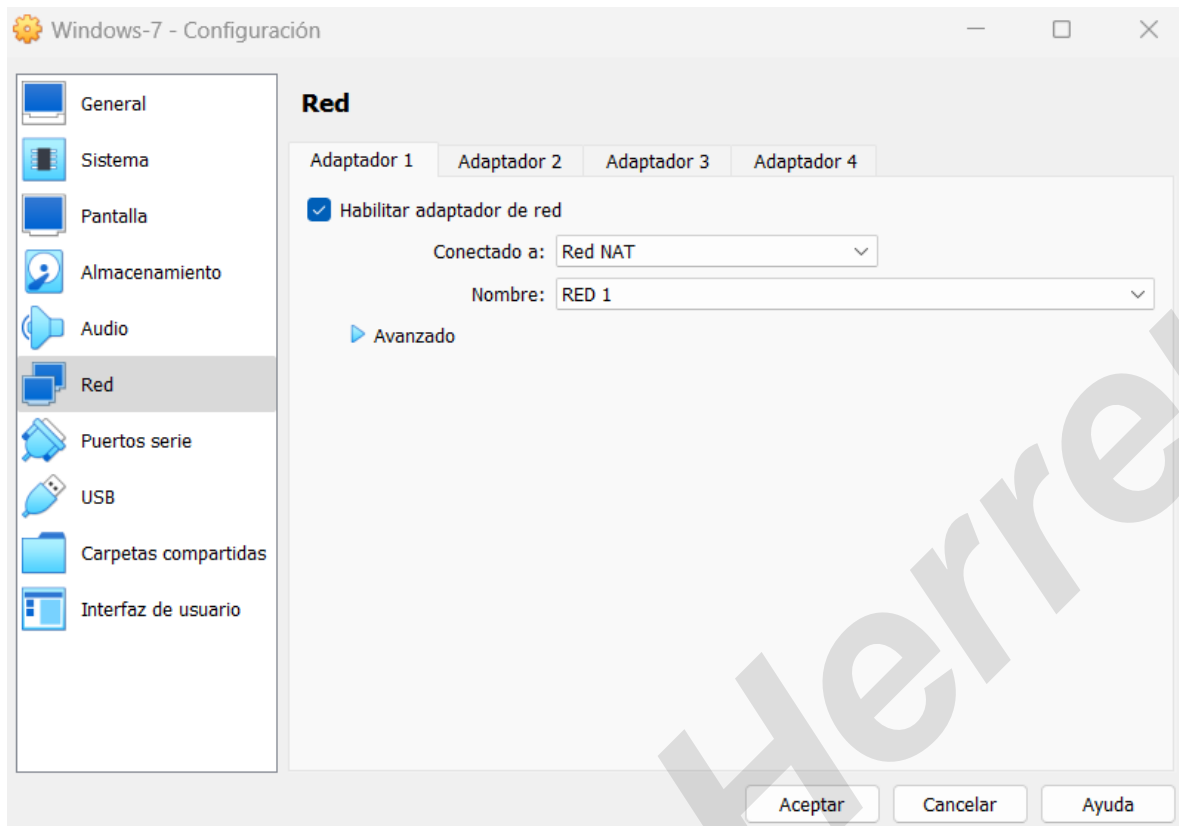 Windows-7 - Configuración
General
Sistema
Pantalla
Almacenamiento
Audio
Red
Puertos serie
USB
Carpetas compartidas
Interfaz de usuario
Red
Adaptador 1 Adaptador 2 Adaptador 3 Adaptador 4
Habilitar adaptador de red
Conectado a: Red NAT
Nombre: RED 1
Avanzado
Aceptar Cancelar Ayuda